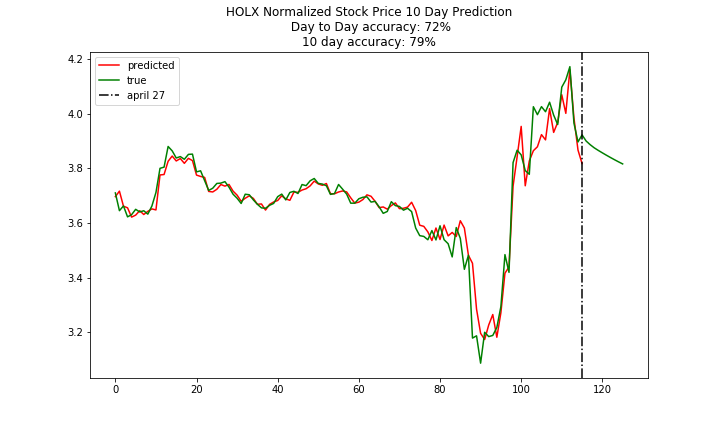 HOLX Normalized Stock Price 10 Day Prediction
Day to Day accuracy: 72%
10 day accuracy: 79%
predicted
true
april 27
4.2
4.0
3.8
3.6
3.4
3.2
0 20 40 60 80 100 120